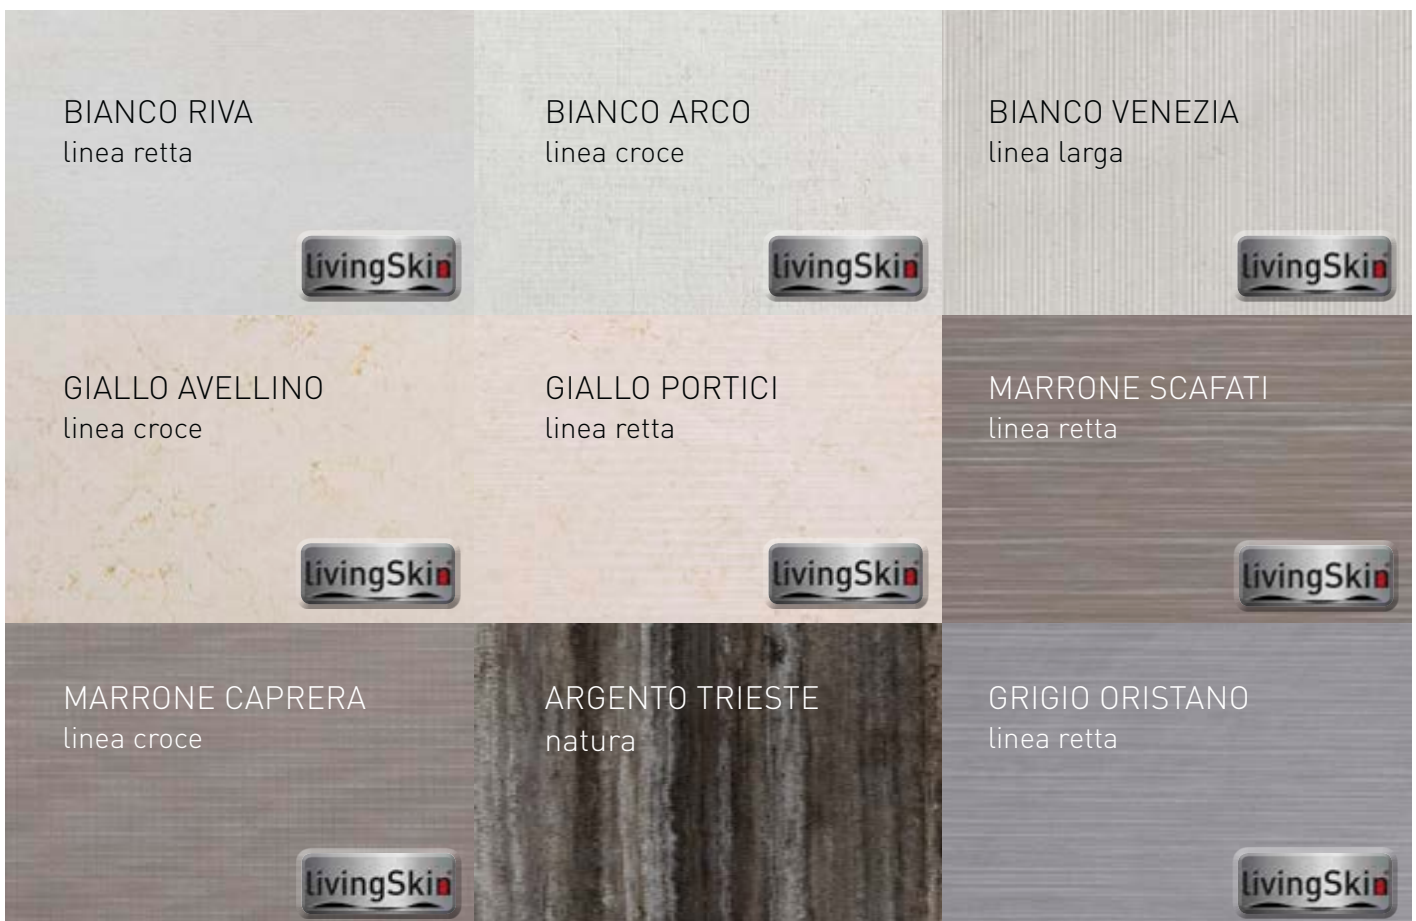 BIANCO RIVA
linea retta
livingSkin
BIANCO ARCO
linea croce
livingSkin
BIANCO VENEZIA
linea larga
livingSkin
GIALLO AVELLINO
linea croce
livingSkin
GIALLO PORTICI
linea retta
livingSkin
MARRONE SCAFATI
linea retta
livingSkin
MARRONE CAPRERA
linea croce
livingSkin
ARGENTO TRIESTE
natura
GRIGIO ORISTANO
linea retta
livingSkin